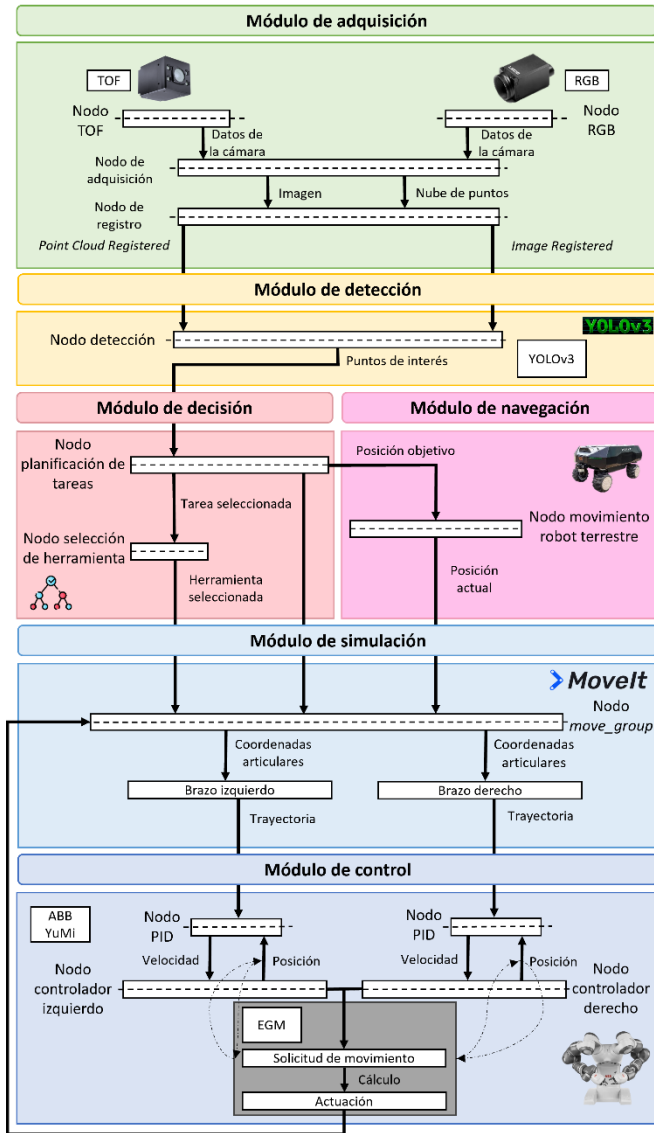 Módulo de adquisición
TOF
RGB
Nodo
TOF
Nodo
RGB
Datos de
la cámara
Datos de
la cámara
Nodo de
adquisición
Imagen
Nube de puntos
Nodo de
registro
Point Cloud Registered
Image Registered
Módulo de detección
YOLOv3
Nodo detección
YOLOv3
Puntos de interés
Módulo de decisión
Módulo de navegación
Nodo
planificación de
tareas
Posición objetivo
Tarea seleccionada
Nodo selección
de herramienta
Nodo movimiento
robot terrestre
Herramienta
seleccionada
Posición
actual
Módulo de simulación
MoveIt
Nodo
move_group
Coordenadas
articulares
Coordenadas
articulares
Brazo izquierdo
Brazo derecho
Trayectoria
Trayectoria
Módulo de control
ABB
YuMi
Nodo
PID
Nodo
PID
Velocidad
Posición
Velocidad
Posición
Nodo
controlador
izquierdo
Nodo
controlador
derecho
EGM
Solicitud de movimiento
Cálculo
Actuación